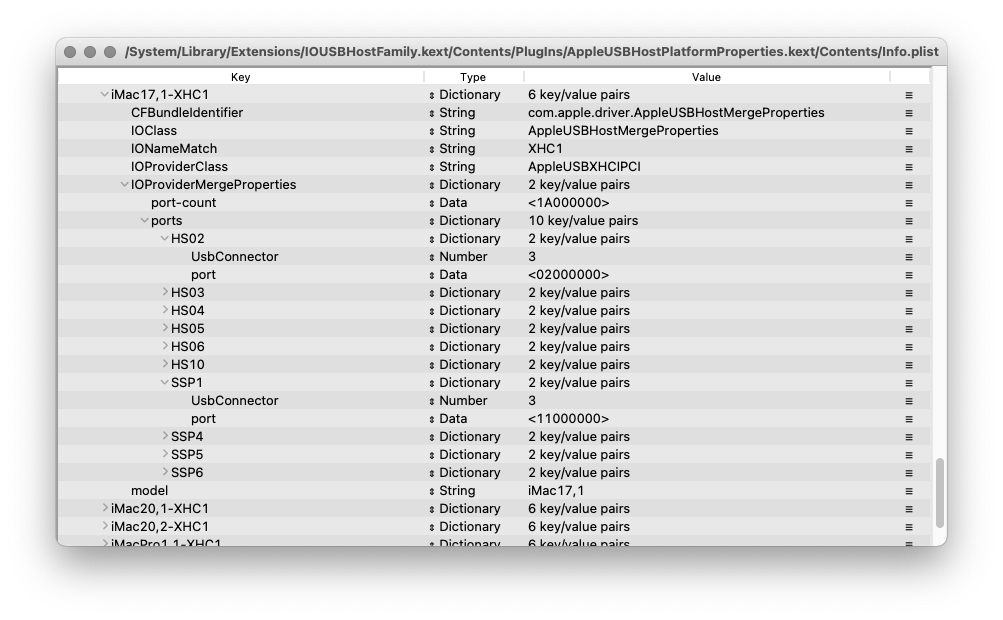 /System/Library/Extensions/IOUSBHostFamily.kext/Contents/PlugIns/AppleUSBHostPlatformProperties.kext/Contents/Info.plist
Key Type Value
iMac17,1-XHC1 Dictionary 6 key/value pairs
CFBundleIdentifier String com.apple.driver.AppleUSBHostMergeProperties
IOClass String AppleUSBHostMergeProperties
IONameMatch String XHC1
IOProviderClass String AppleUSBXHCIPCI
IOProviderMergeProperties Dictionary 2 key/value pairs
port-count Data <1A000000>
ports Dictionary 10 key/value pairs
HS02 Dictionary 2 key/value pairs
UsbConnector Number 3
port Data <02000000>
HS03 Dictionary 2 key/value pairs
HS04 Dictionary 2 key/value pairs
HS05 Dictionary 2 key/value pairs
HS06 Dictionary 2 key/value pairs
HS10 Dictionary 2 key/value pairs
SSP1 Dictionary 2 key/value pairs
UsbConnector Number 3
port Data <11000000>
SSP4 Dictionary 2 key/value pairs
SSP5 Dictionary 2 key/value pairs
SSP6 Dictionary 2 key/value pairs
model String iMac17,1
iMac20,1-XHC1 Dictionary 6 key/value pairs
iMac20,2-XHC1 Dictionary 6 key/value pairs
iMacPro1,1-XHC1 Dictionary 6 key/value pairs